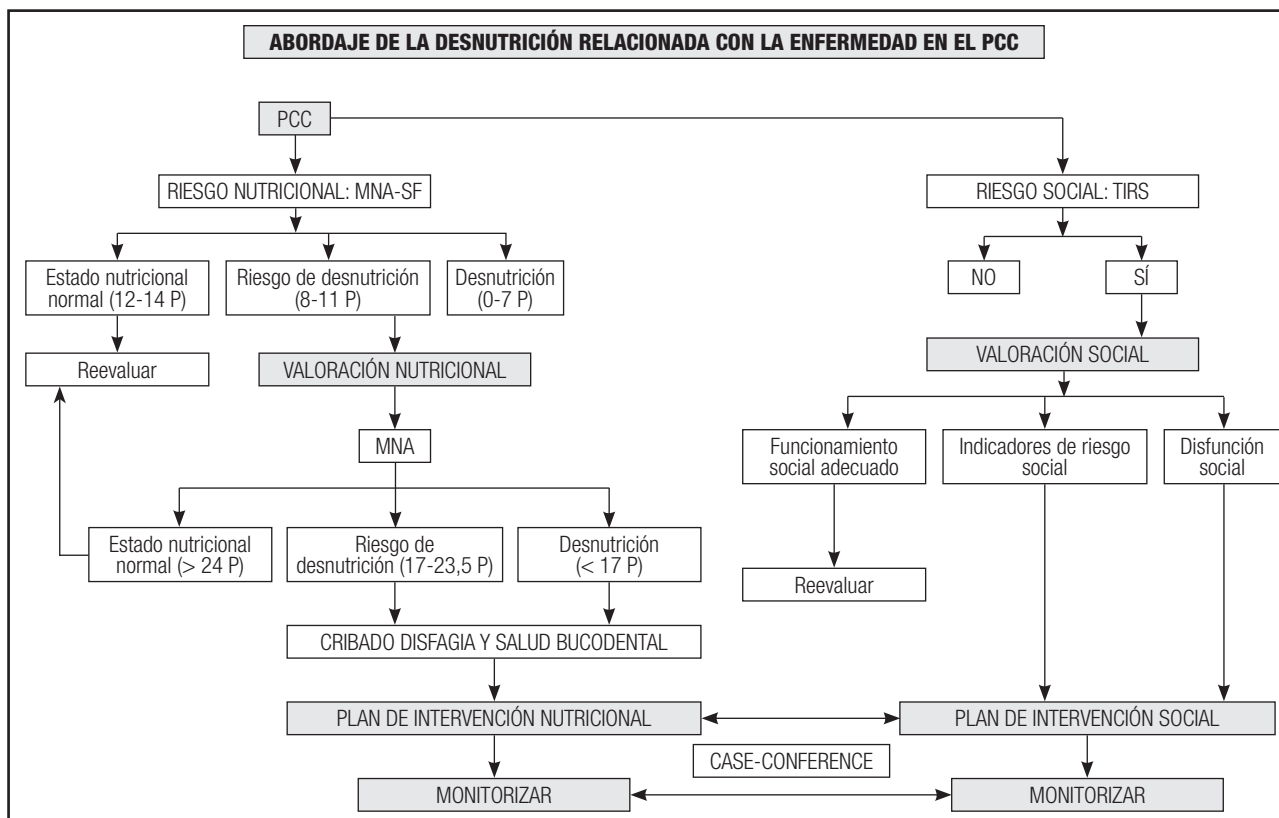 ABORDAJE DE LA DESNUTRICIÓN RELACIONADA CON LA ENFERMEDAD EN EL PCC
PCC
RIESGO NUTRICIONAL: MNA-SF
RIESGO SOCIAL: TIRS
Estado nutricional
normal (12-14 P)
Riesgo de desnutrición
(8-11 P)
Desnutrición
(0-7 P)
NO
SÍ
Reevaluar
VALORACIÓN NUTRICIONAL
VALORACIÓN SOCIAL
MNA
Funcionamiento
social adecuado
Indicadores de riesgo
social
Disfunción
social
Estado nutricional
normal (> 24 P)
Riesgo de
desnutrición (17-23,5 P)
Desnutrición
(< 17 P)
Reevaluar
CRIBADO DISFAGIA Y SALUD BUCODENTAL
PLAN DE INTERVENCIÓN NUTRICIONAL
PLAN DE INTERVENCIÓN SOCIAL
CASE-CONFERENCE
MONITORIZAR
MONITORIZAR